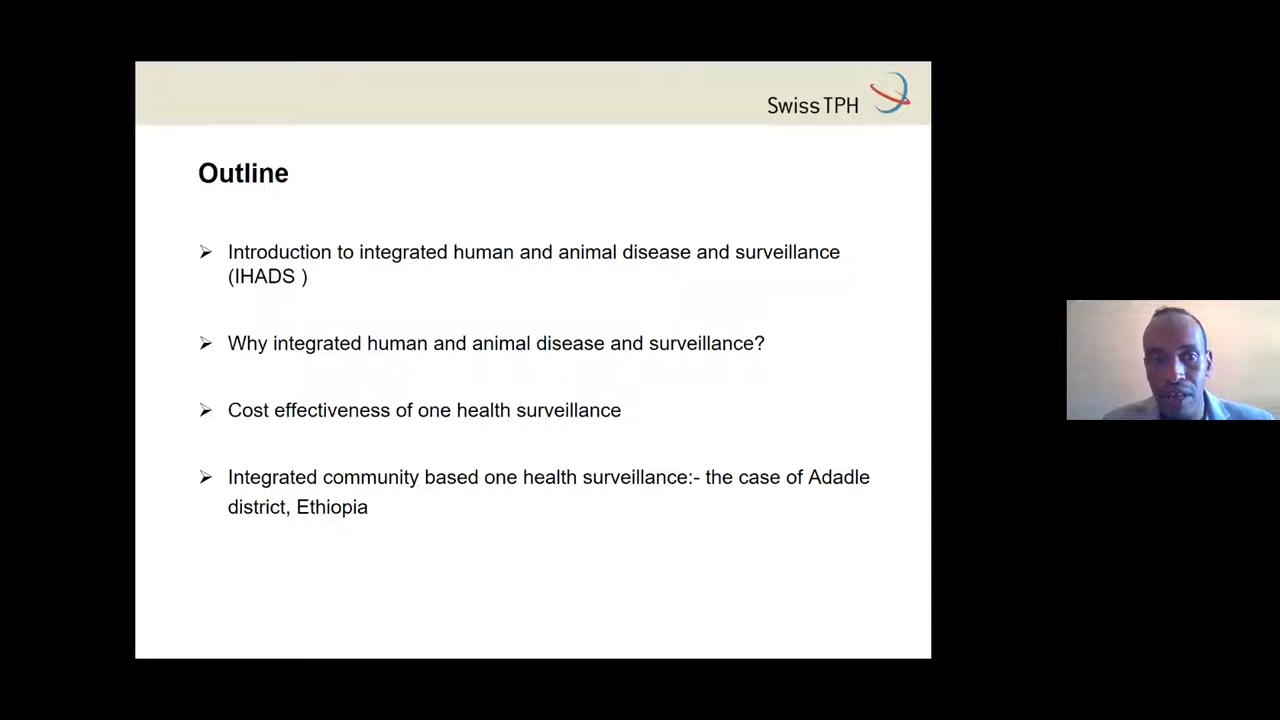 Swiss TPH
Outline
➢ Introduction to integrated human and animal disease and surveillance
(IHADS )
➢ Why integrated human and animal disease and surveillance?
➢ Cost effectiveness of one health surveillance
➢ Integrated community based one health surveillance:- the case of Adadle
district, Ethiopia